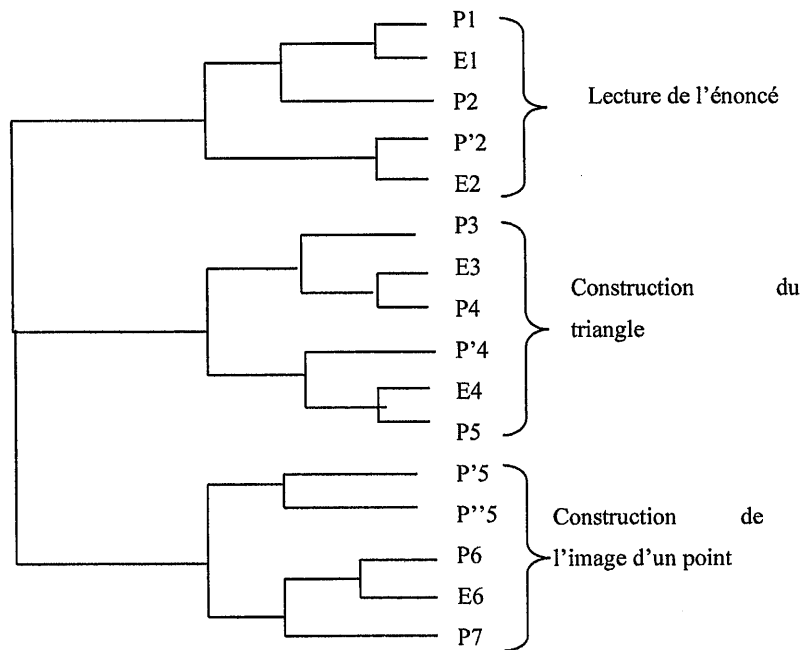 P1
E1
P2
P'2
E2
Lecture de l'énoncé
P3
E3
P4
P'4
E4
P5
Construction du
triangle
P'5
P''5
P6
E6
P7
Construction de
l'image d'un point